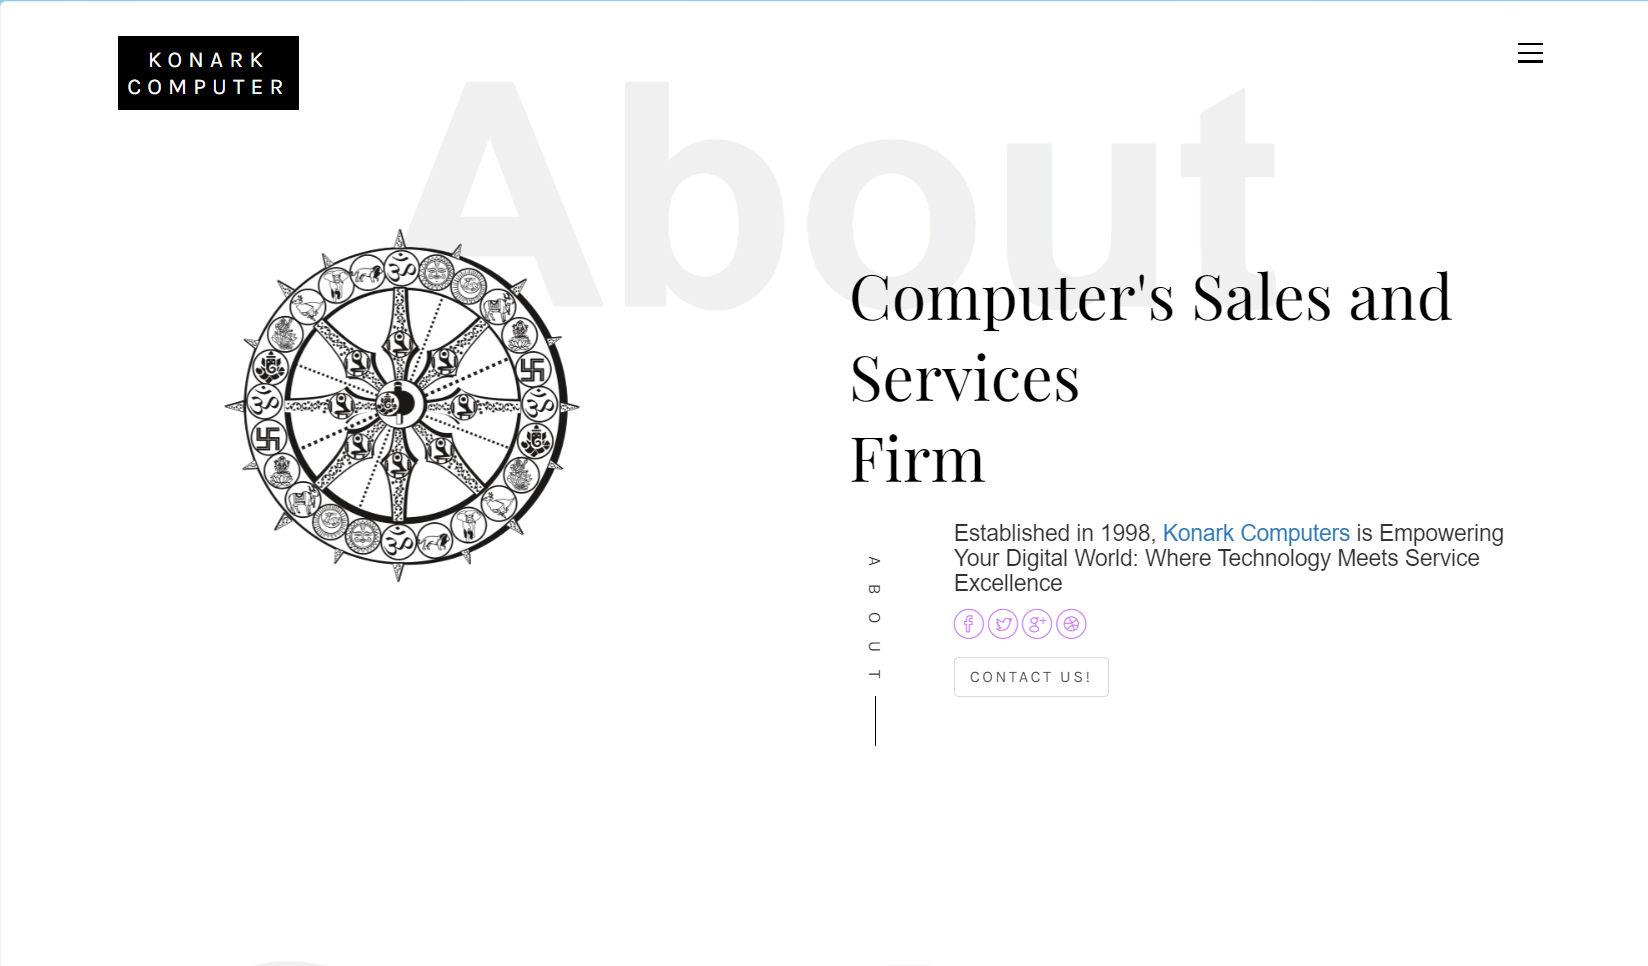 KONARK
COMPUTER
About
Computer's Sales and
Services
Firm
Established in 1998, Konark Computers is Empowering
Your Digital World: Where Technology Meets Service
Excellence
ABOUT
CONTACT US!